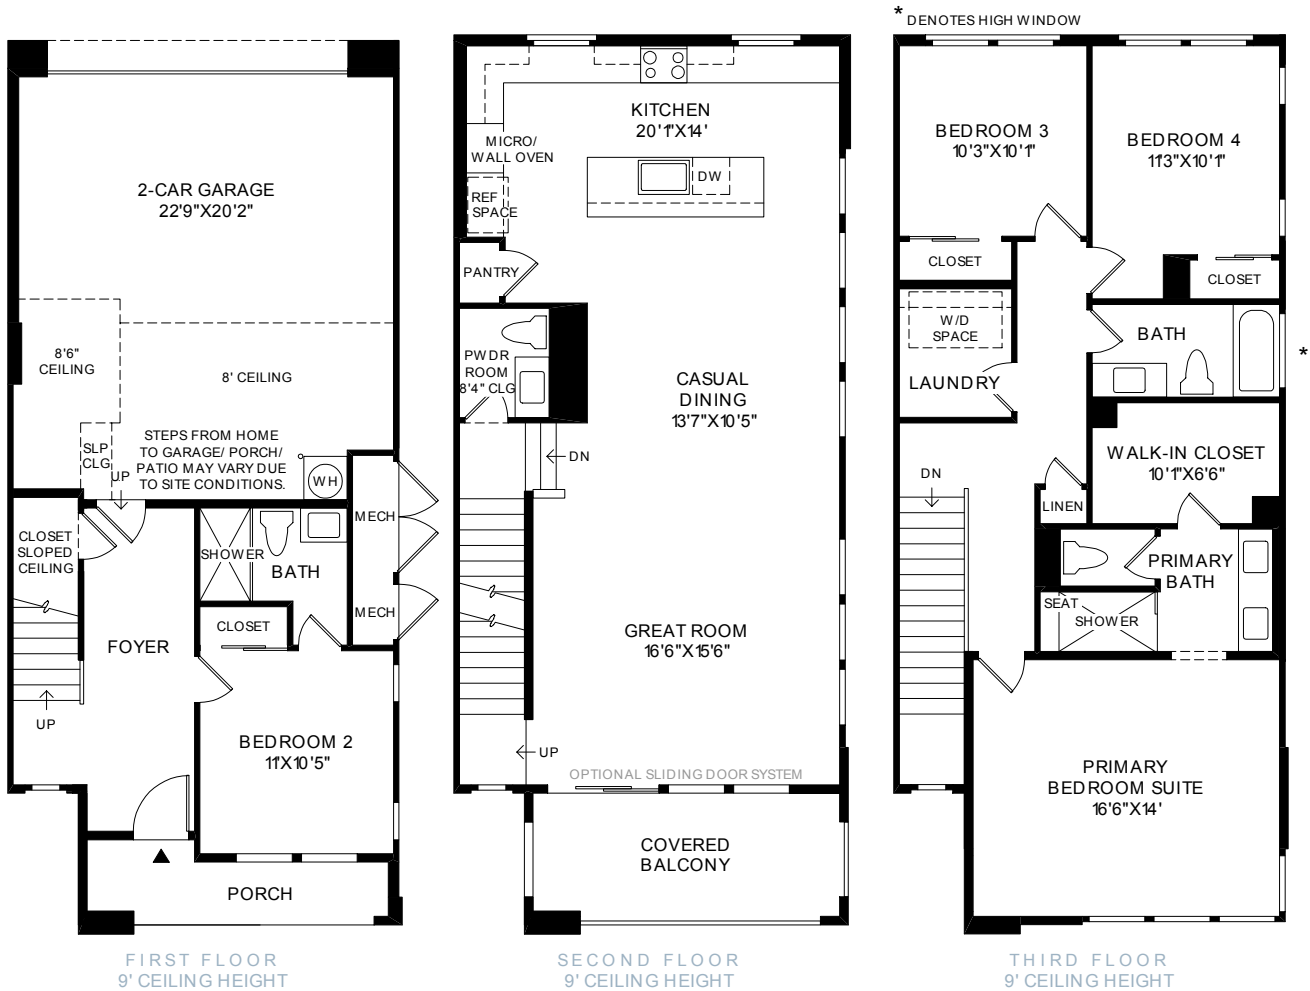 * DENOTES HIGH WINDOW
2-CAR GARAGE
22'9"X20'2"
8'6"
CEILING
8' CEILING
SLP
CLG
UP
STEPS FROM HOME
TO GARAGE/ PORCH/
PATIO MAY VARY DUE
TO SITE CONDITIONS.
WH
MECH
CLOSET
SLOPED
CEILING
SHOWER
BATH
MECH
CLOSET
FOYER
UP
BEDROOM 2
11'X10'5"
PORCH
FIRST FLOOR
9' CEILING HEIGHT
KITCHEN
20'1"X14'
MICRO/
WALL OVEN
DW
REF
SPACE
PANTRY
PWDR
ROOM
8'4" CLG
CASUAL
DINING
13'7"X10'5"
DN
GREAT ROOM
16'6"X15'6"
UP
OPTIONAL SLIDING DOOR SYSTEM
COVERED
BALCONY
SECOND FLOOR
9' CEILING HEIGHT
BEDROOM 3
10'3"X10'1"
BEDROOM 4
11'3"X10'1"
CLOSET
CLOSET
W/D
SPACE
BATH
*
LAUNDRY
WALK-IN CLOSET
10'1"X6'6"
DN
LINEN
PRIMARY
BATH
SEAT
SHOWER
PRIMARY
BEDROOM SUITE
16'6"X14'
THIRD FLOOR
9' CEILING HEIGHT